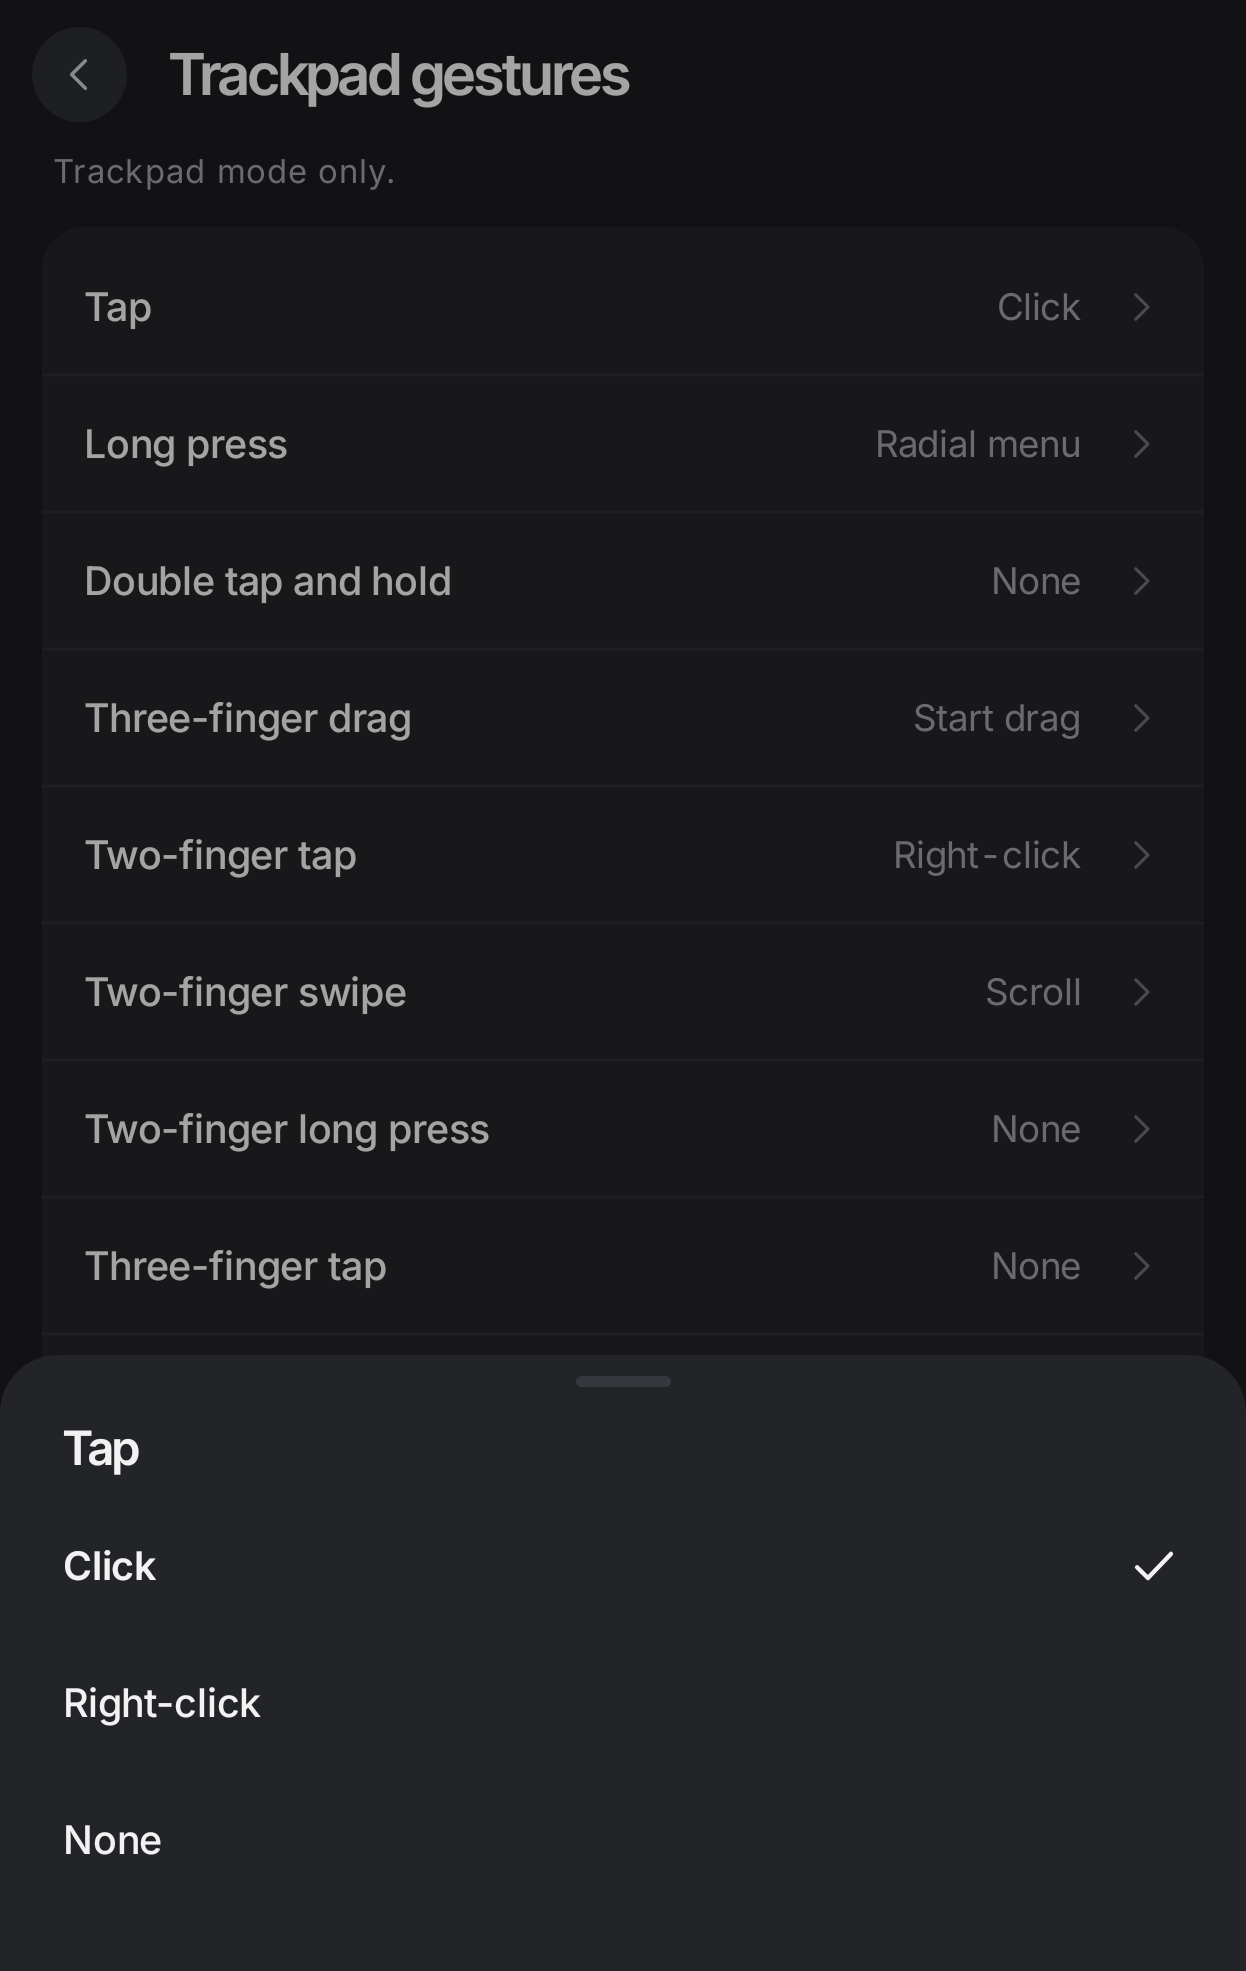 Trackpad gestures
Trackpad mode only.
Tap Click
Long press Radial menu
Double tap and hold None
Three-finger drag Start drag
Two-finger tap Right-click
Two-finger swipe Scroll
Two-finger long press None
Three-finger tap None
Tap
Click
Right-click
None